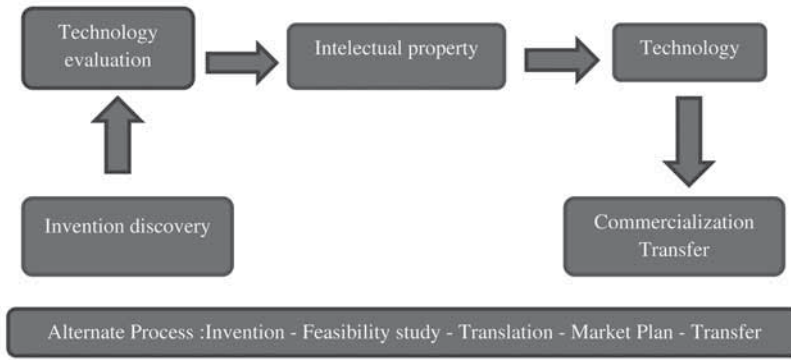 Technology
evaluation
Intelectual property
Technology
Invention discovery
Commercialization
Transfer
Alternate Process :Invention - Feasibility study - Translation - Market Plan - Transfer